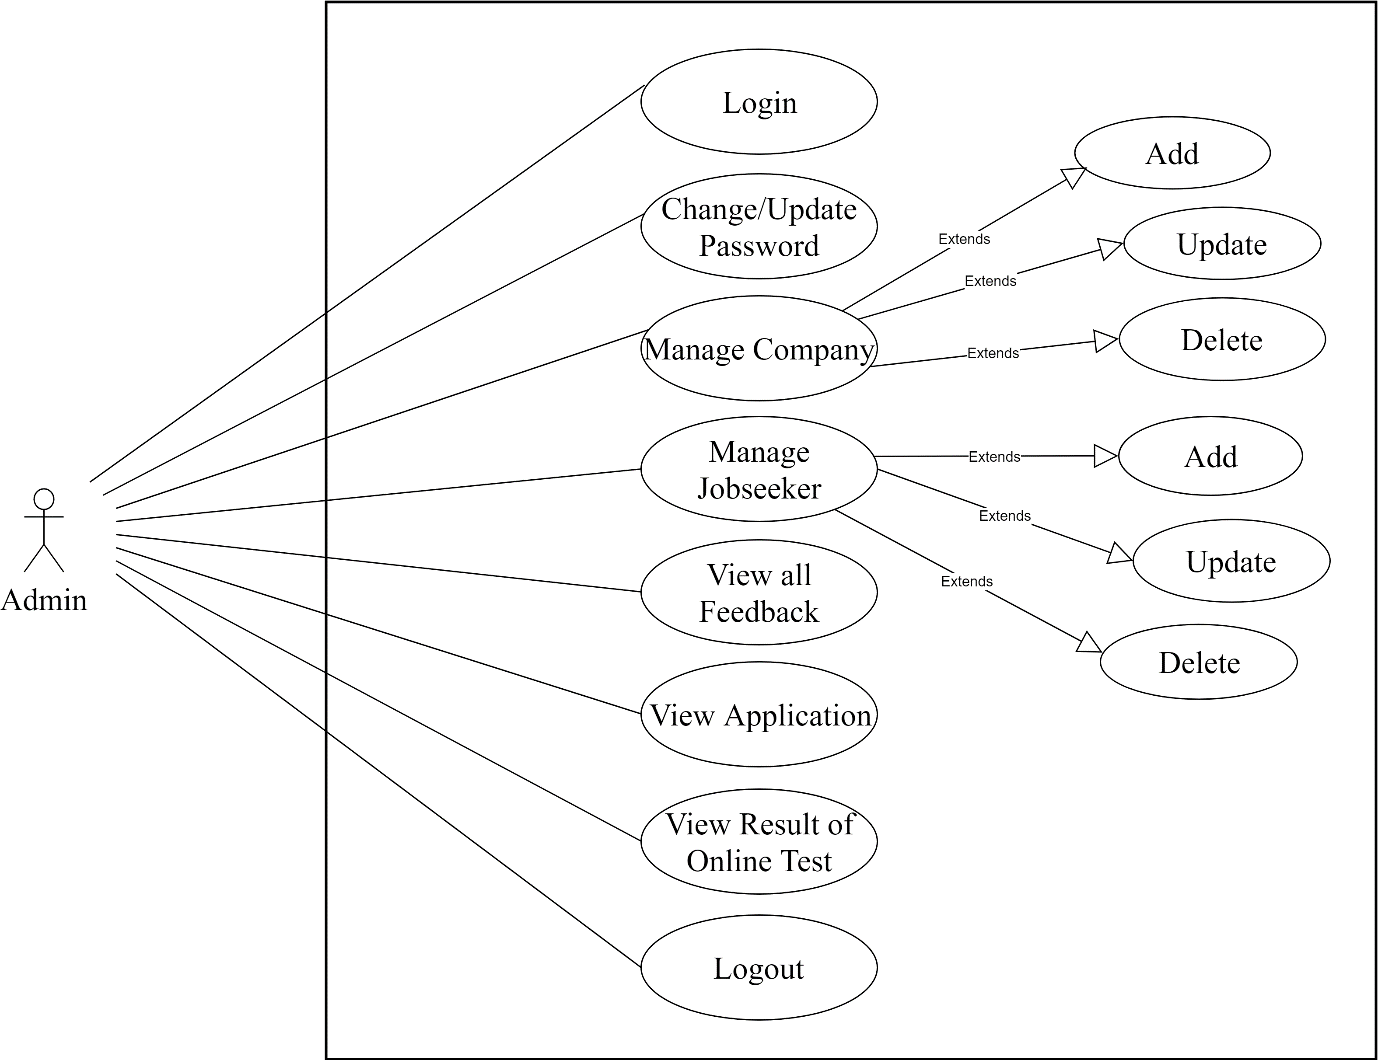 Login
Change/Update
Password
Manage Company
Manage
Jobseeker
View all
Feedback
View Application
View Result of
Online Test
Logout
Admin
Extends
Extends
Extends
Extends
Extends
Extends
Add
Update
Delete
Add
Update
Delete